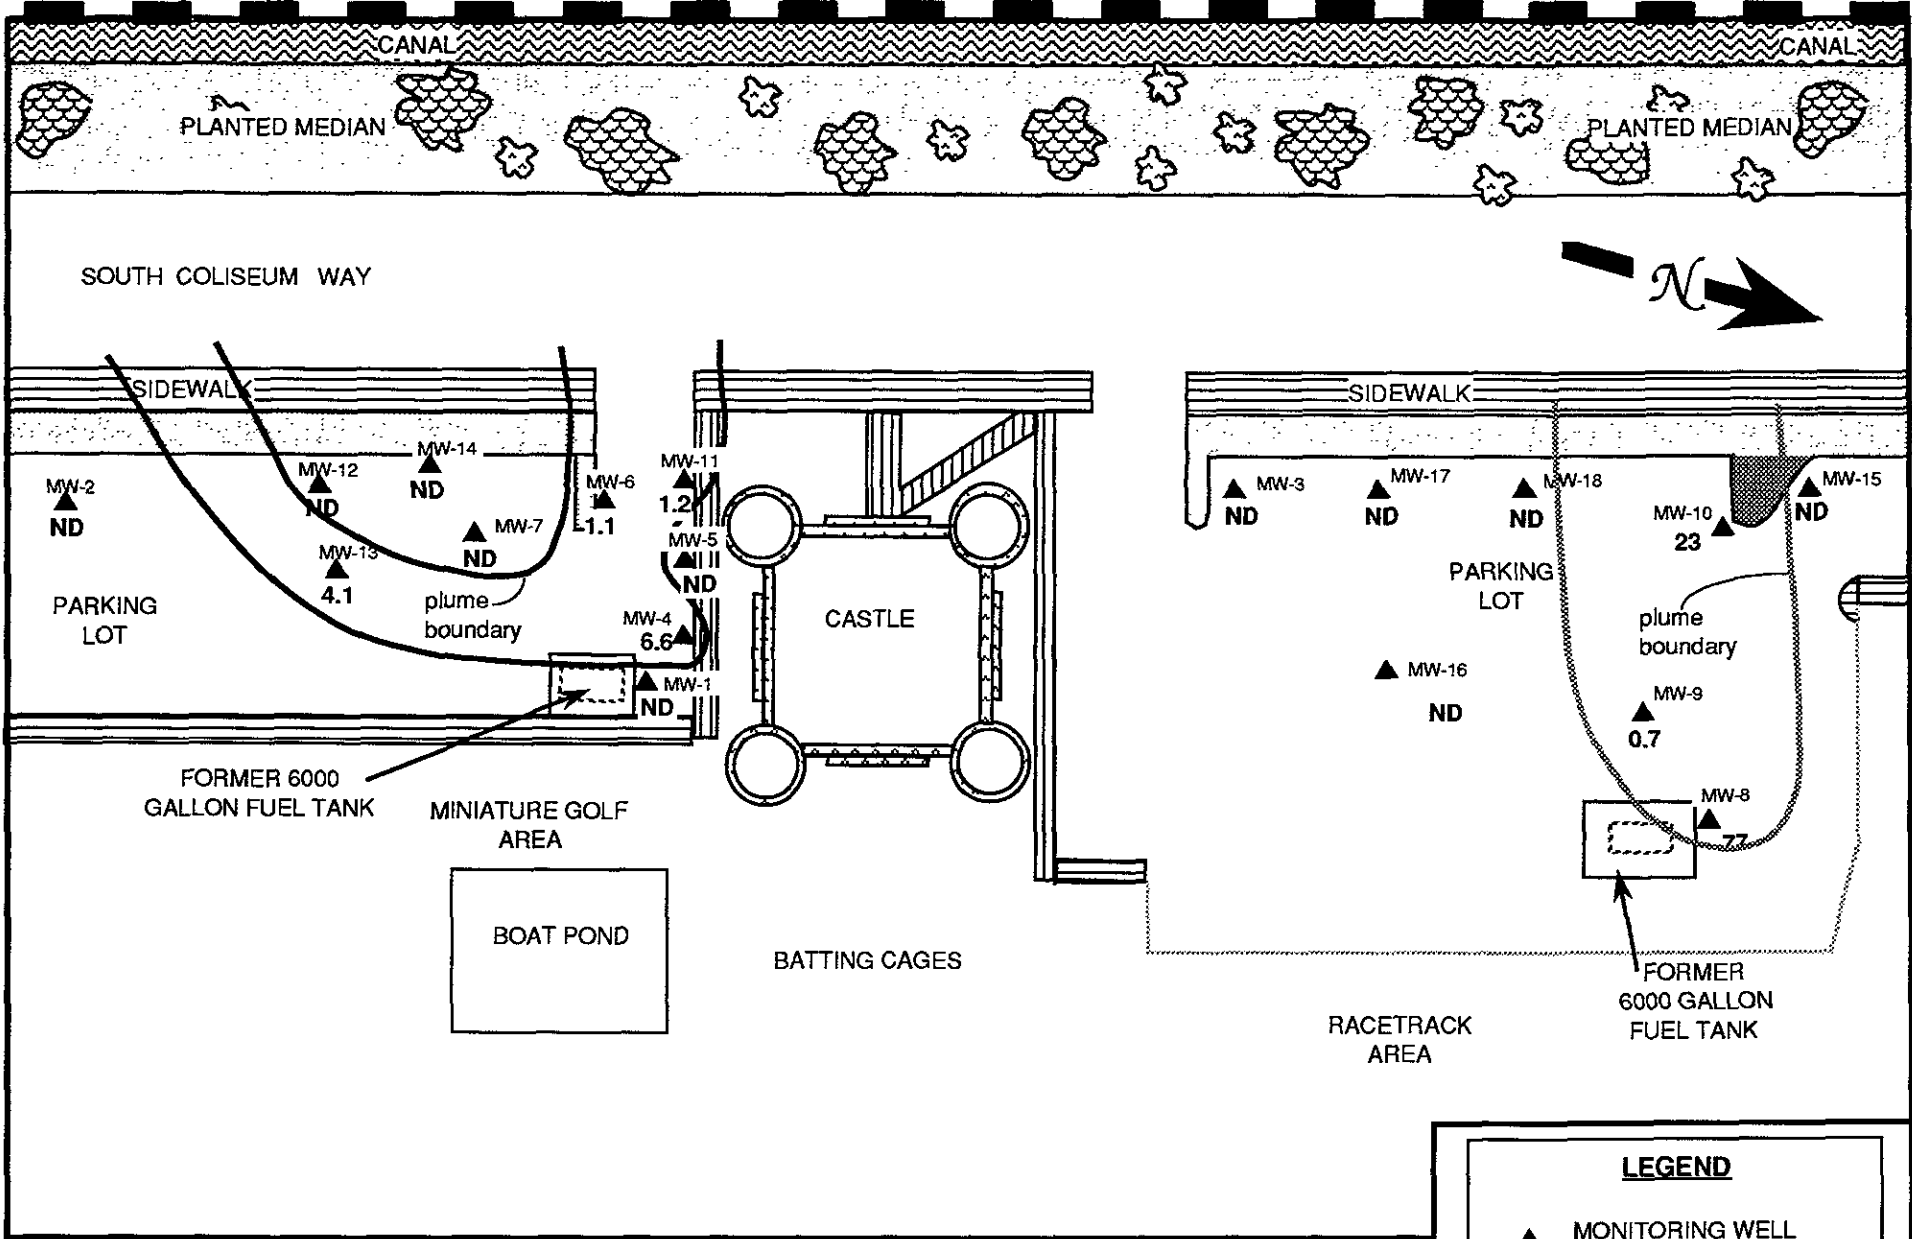 CANAL
CANAL
PLANTED MEDIAN
PLANTED MEDIAN
SOUTH COLISEUM WAY
N
SIDEWALK
SIDEWALK
MW-2
ND
MW-12
ND
MW-14
ND
MW-7
ND
MW-13
4.1
MW-6
1.1
MW-11
1.2
MW-5
ND
MW-4
6.6
MW-1
ND
plume
boundary
PARKING
LOT
FORMER 6000
GALLON FUEL TANK
MINIATURE GOLF
AREA
BOAT POND
CASTLE
BATTING CAGES
MW-3
ND
MW-17
ND
MW-18
ND
MW-10
23
MW-15
ND
PARKING
LOT
plume
boundary
MW-16
ND
MW-9
0.7
MW-8
77
FORMER
6000 GALLON
FUEL TANK
RACETRACK
AREA
LEGEND
MONITORING WELL